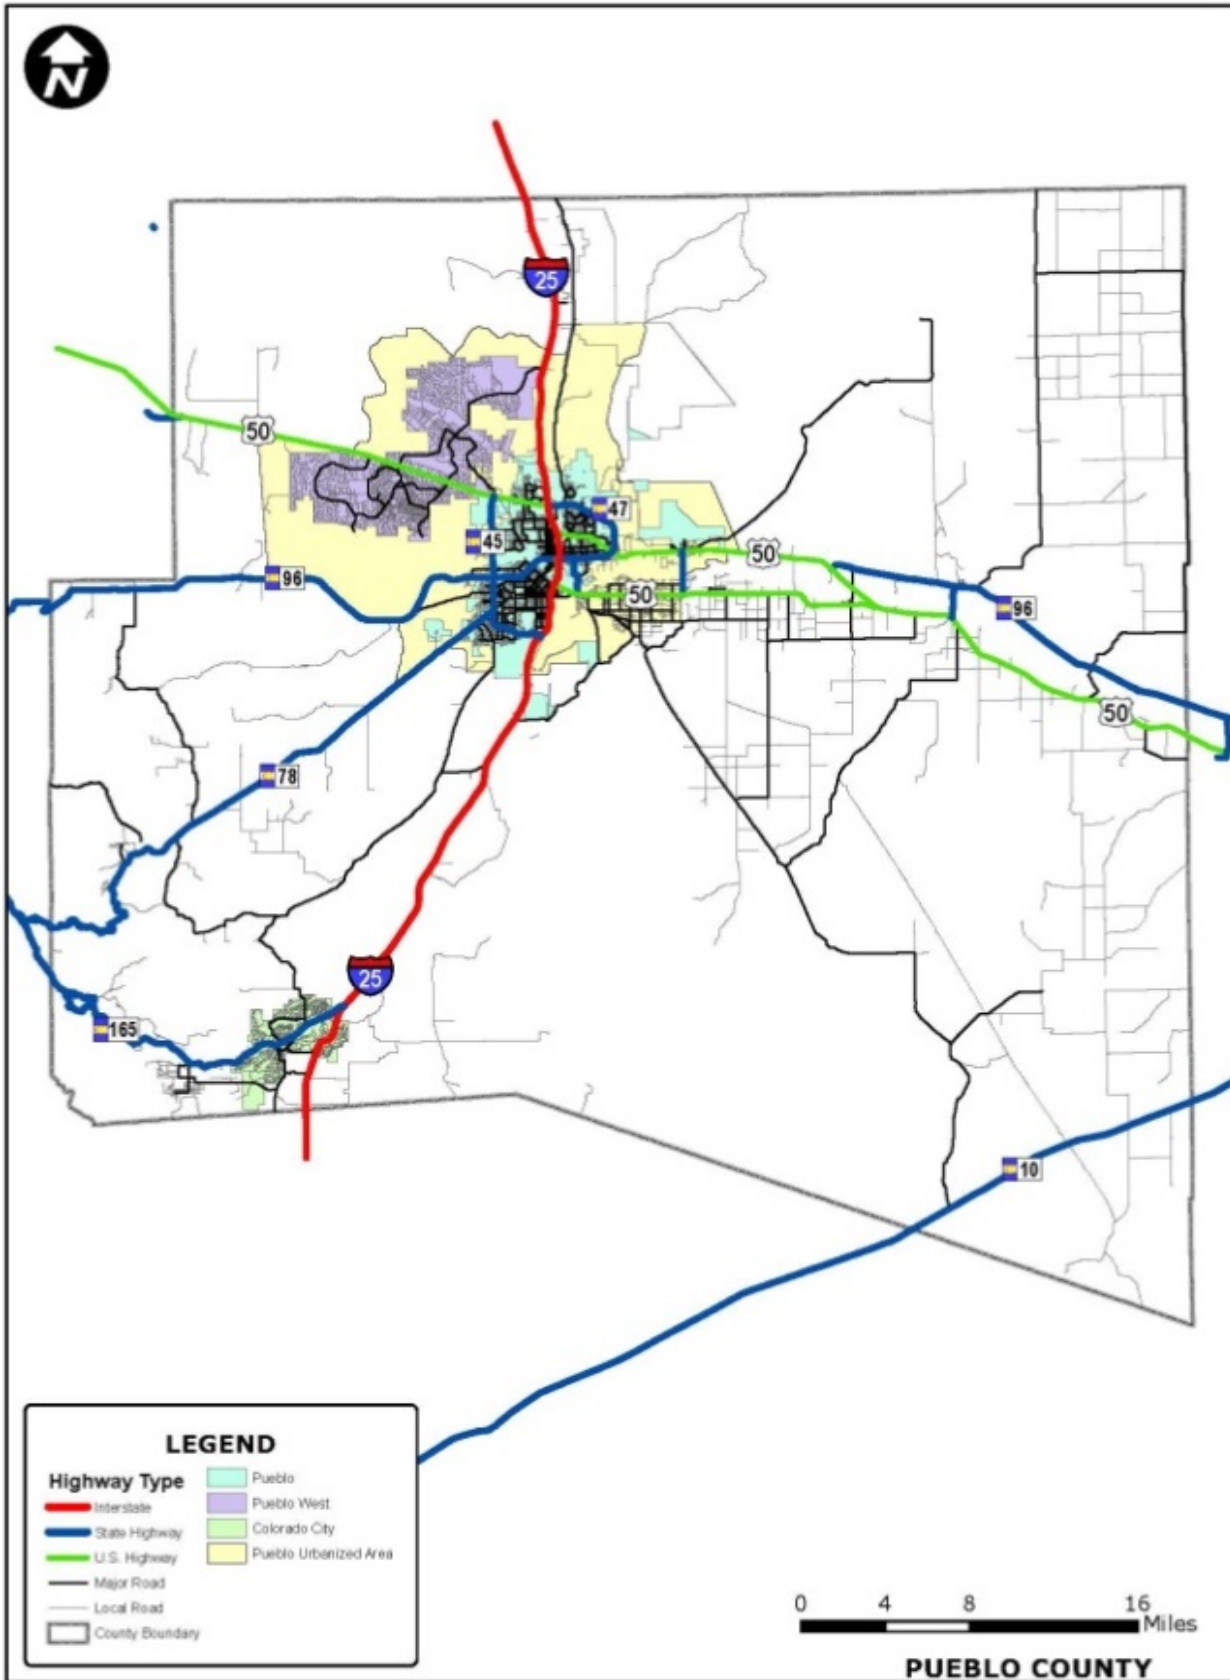 N
25
50
47
45
50
96
50
96
50
78
25
165
10
LEGEND
Highway Type
Interstate
State Highway
U.S. Highway
Major Road
Local Road
County Boundary
Pueblo
Pueblo West
Colorado City
Pueblo Urbanized Area
0 4 8 16
Miles
PUEBLO COUNTY